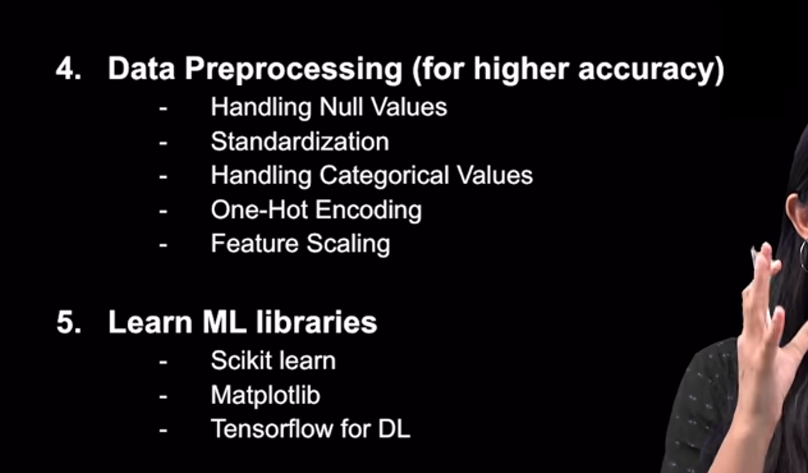 4. Data Preprocessing (for higher accuracy)
- Handling Null Values
- Standardization
- Handling Categorical Values
- One-Hot Encoding
- Feature Scaling
5. Learn ML libraries
- Scikit learn
- Matplotlib
- Tensorflow for DL